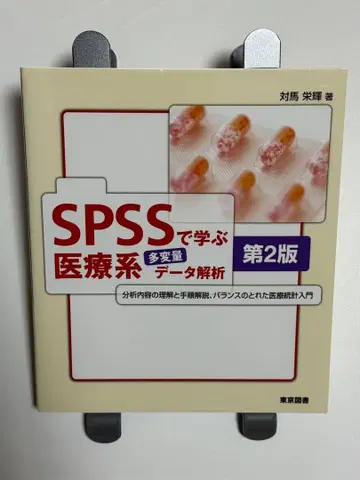 対馬 栄輝 著
SPSSで学ぶ
医療系 多変量 データ解析
第2版
分析内容の理解と手順解説、バランスのとれた医療統計入門
東京図書